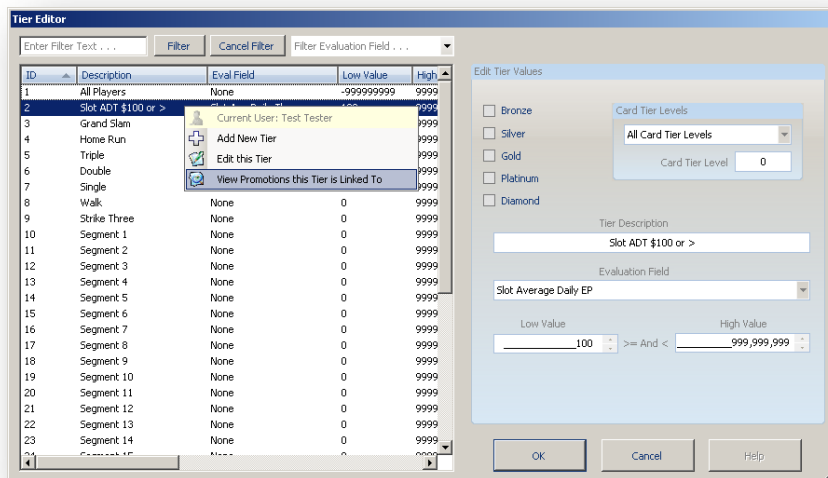 Tier Editor
Enter Filter Text . . . Filter Cancel Filter Filter Evaluation Field . . .
ID Description Eval Field Low Value High
1 All Players None -999999999 9999
2 Slot ADT $100 or >
Current User: Test Tester
Add New Tier
Edit this Tier
View Promotions this Tier is Linked To
3 Grand Slam 9999
4 Home Run 9999
5 Triple 9999
6 Double 9999
7 Single 9999
8 Walk None 0 9999
9 Strike Three None 0 9999
10 Segment 1 None 0 9999
11 Segment 2 None 0 9999
12 Segment 3 None 0 9999
13 Segment 4 None 0 9999
14 Segment 5 None 0 9999
15 Segment 6 None 0 9999
16 Segment 7 None 0 9999
17 Segment 8 None 0 9999
18 Segment 9 None 0 9999
19 Segment 10 None 0 9999
20 Segment 11 None 0 9999
21 Segment 12 None 0 9999
22 Segment 13 None 0 9999
23 Segment 14 None 0 9999
24 Segment 15 None 0 9999
Edit Tier Values
Bronze
Silver
Gold
Platinum
Diamond
Card Tier Levels
All Card Tier Levels
Card Tier Level 0
Tier Description
Slot ADT $100 or >
Evaluation Field
Slot Average Daily EP
Low Value High Value
100 >= And < 999,999,999
OK Cancel Help